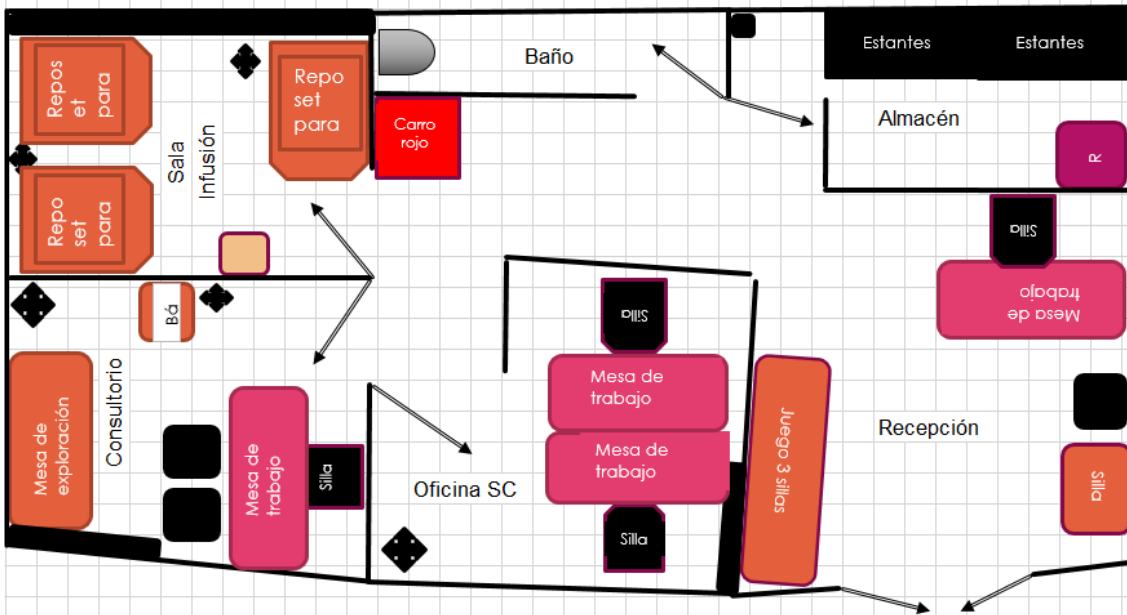 Repos
et
para
Repo
set
para
Sala
Infusión
Repo
set
para
Baño
Carro
rojo
Estantes
Estantes
Almacén
R
Silla
Mesa de
trabajo
Bá
Consultorio
Mesa de
exploración
Mesa de
trabajo
Silla
Oficina SC
Silla
Mesa de
trabajo
Mesa de
trabajo
Silla
Juego 3 sillas
Recepción
Silla